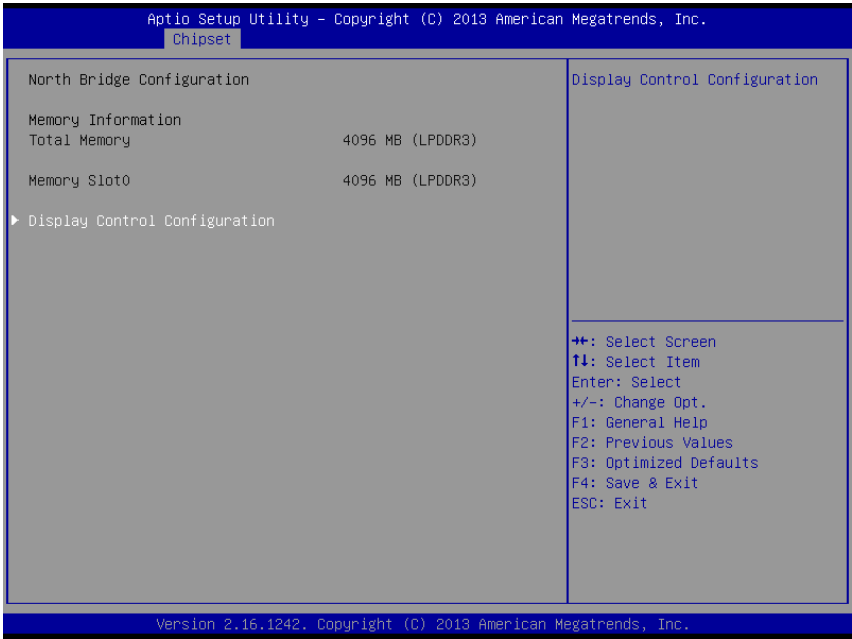 Aptio Setup Utility – Copyright (C) 2013 American Megatrends, Inc.
Chipset
North Bridge Configuration
Memory Information
Total Memory 4096 MB (LPDDR3)
Memory Slot0 4096 MB (LPDDR3)
Display Control Configuration
Display Control Configuration
→←: Select Screen
↑↓: Select Item
Enter: Select
+/-: Change Opt.
F1: General Help
F2: Previous Values
F3: Optimized Defaults
F4: Save & Exit
ESC: Exit
Version 2.16.1242. Copyright (C) 2013 American Megatrends, Inc.